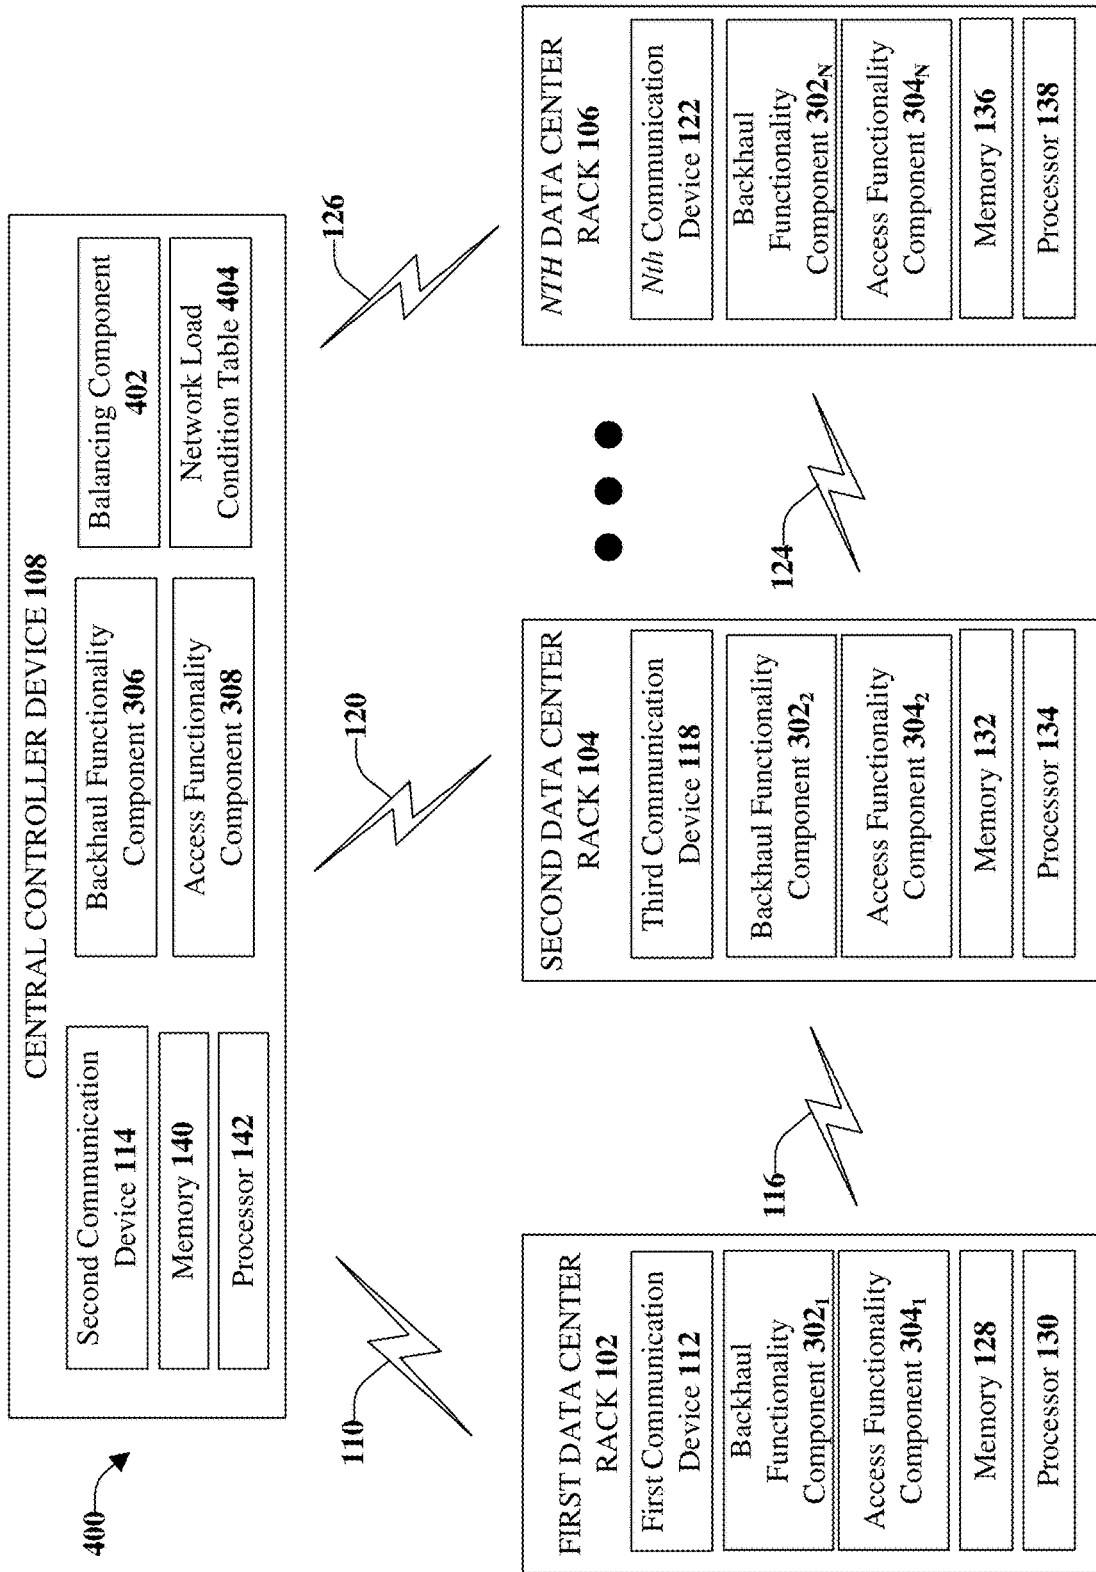 400
CENTRAL CONTROLLER DEVICE 108
Second Communication
Device 114
Memory 140
Processor 142
Backhaul Functionality
Component 306
Access Functionality
Component 308
Balancing Component
402
Network Load
Condition Table 404
110
120
126
FIRST DATA CENTER
RACK 102
First Communication
Device 112
Backhaul
Functionality
Component 302₁
Access Functionality
Component 304₁
Memory 128
Processor 130
116
SECOND DATA CENTER
RACK 104
Third Communication
Device 118
Backhaul Functionality
Component 302₂
Access Functionality
Component 304₂
Memory 132
Processor 134
124
NTH DATA CENTER
RACK 106
Nth Communication
Device 122
Backhaul
Functionality
Component 302N
Access Functionality
Component 304N
Memory 136
Processor 138